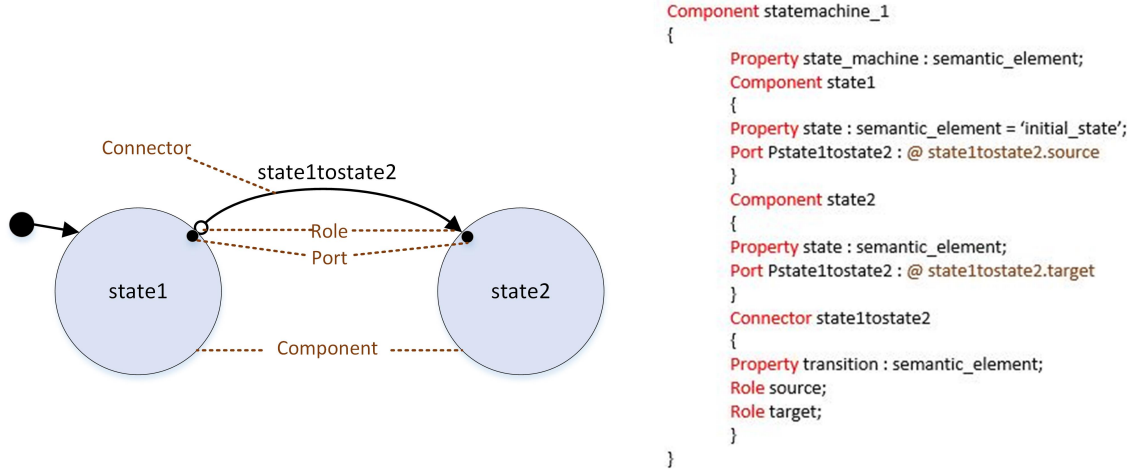 Connector
state1tostate2
Role
Port
state1
state2
Component
Component statemachine_1
{
Property state_machine : semantic_element;
Component state1
{
Property state : semantic_element = ‘initial_state’;
Port Pstate1tostate2 : @ state1tostate2.source
}
Component state2
{
Property state : semantic_element;
Port Pstate1tostate2 : @ state1tostate2.target
}
Connector state1tostate2
{
Property transition : semantic_element;
Role source;
Role target;
}
}